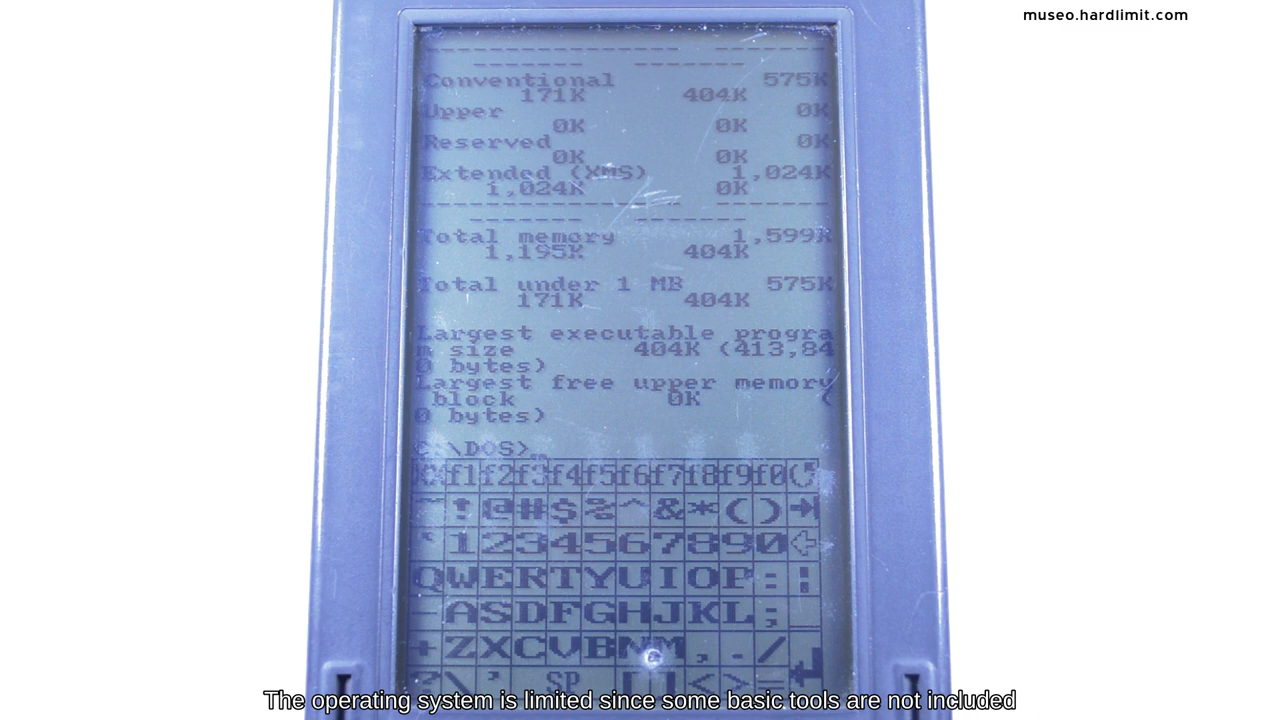 museo.hardlimit.com
---------------- -------
------- -------
Conventional 575K
171K 404K
Upper 0K
0K 0K
Reserved 0K
0K 0K
Extended (XMS) 1,024K
1,024K 0K
---------------- -------
------- -------
Total memory 1,599K
1,195K 404K
Total under 1 MB 575K
171K 404K
Largest executable progra
m size 404K (413,84
0 bytes)
Largest free upper memory
block 0K (
0 bytes)
C:\DOS>_
f1f2f3f4f5f6f7f8f9f0
~!@#$%^&*()
`1234567890
QWERTYUIOP:¦
-ASDFGHJKL;_
+ZXCVBNM,./
?\' SP []<>=
The operating system is limited since some basic tools are not included